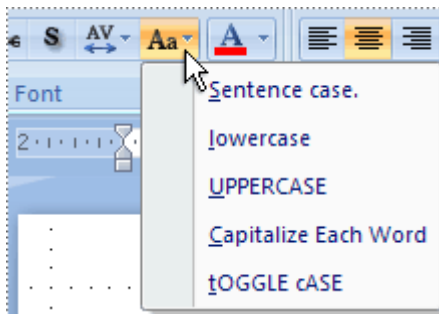 S AV Aa A
Font
2
Sentence case.
lowercase
UPPERCASE
Capitalize Each Word
tOGGLE cASE